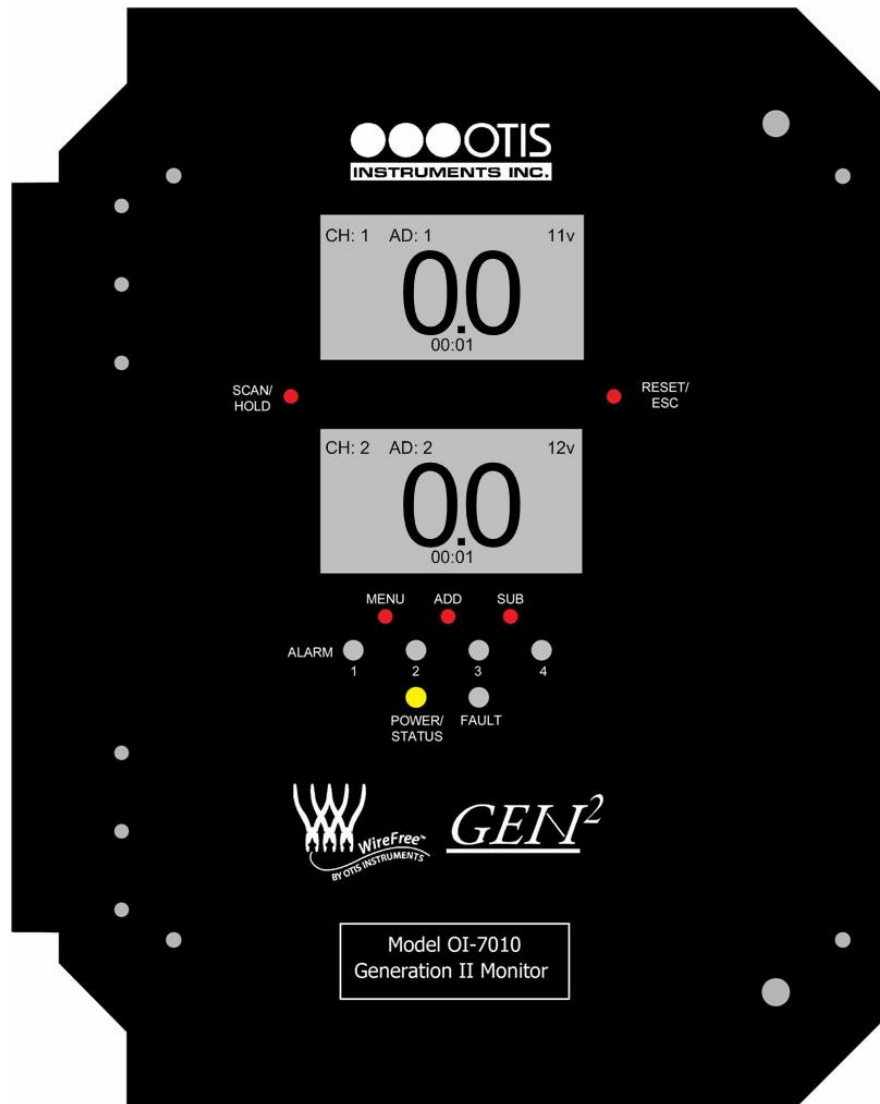 OTIS
INSTRUMENTS INC.
CH: 1 AD: 1 11v
0.0
00:01
SCAN/
HOLD
RESET/
ESC
CH: 2 AD: 2 12v
0.0
00:01
MENU ADD SUB
ALARM
1 2 3 4
POWER/
STATUS
FAULT
WireFree™
BY OTIS INSTRUMENTS
GEN²
Model OI-7010
Generation II Monitor